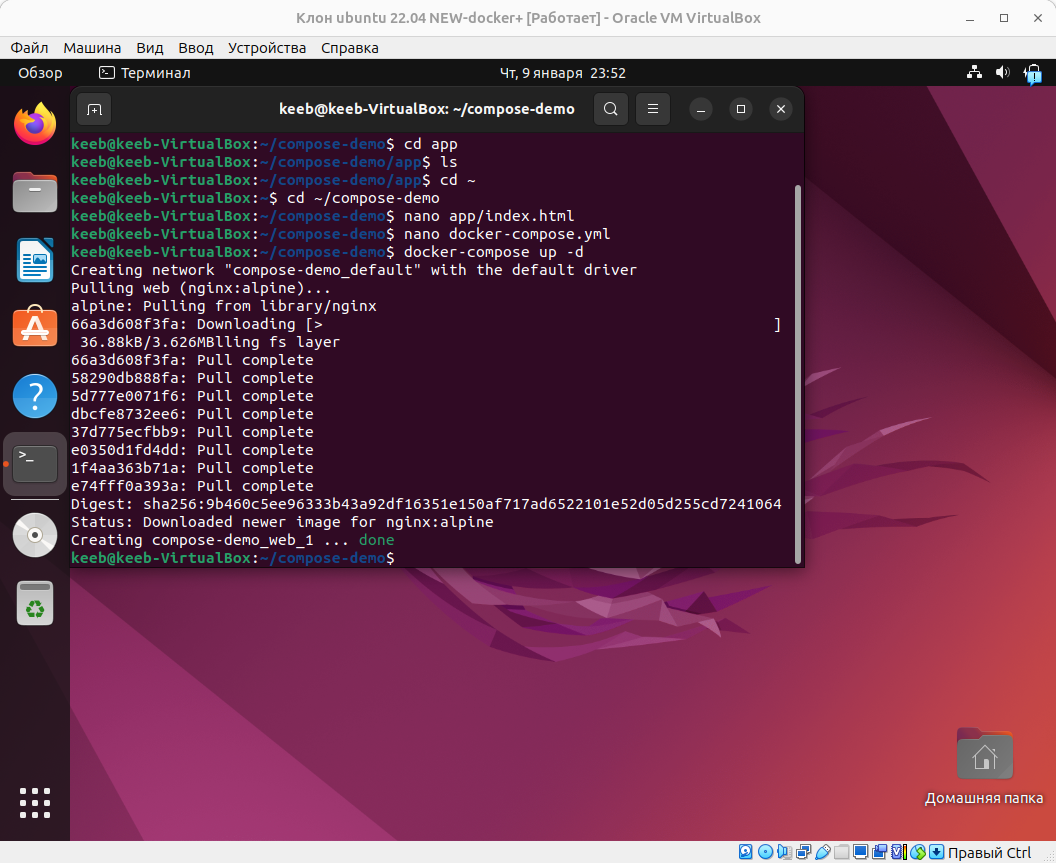 Клон ubuntu 22.04 NEW-docker+ [Работает] - Oracle VM VirtualBox
Файл Машина Вид Ввод Устройства Справка
Обзор Терминал Чт, 9 января 23:52
keeb@keeb-VirtualBox: ~/compose-demo
keeb@keeb-VirtualBox:~/compose-demo$ cd app
keeb@keeb-VirtualBox:~/compose-demo/app$ ls
keeb@keeb-VirtualBox:~/compose-demo/app$ cd ~
keeb@keeb-VirtualBox:~$ cd ~/compose-demo
keeb@keeb-VirtualBox:~/compose-demo$ nano app/index.html
keeb@keeb-VirtualBox:~/compose-demo$ nano docker-compose.yml
keeb@keeb-VirtualBox:~/compose-demo$ docker-compose up -d
Creating network "compose-demo_default" with the default driver
Pulling web (nginx:alpine)...
alpine: Pulling from library/nginx
66a3d608f3fa: Downloading [>                                                  ]
 36.88kB/3.626MBlling fs layer
66a3d608f3fa: Pull complete
58290db888fa: Pull complete
5d777e0071f6: Pull complete
dbcfe8732ee6: Pull complete
37d775ecfbb9: Pull complete
e0350d1fd4dd: Pull complete
1f4aa363b71a: Pull complete
e74fff0a393a: Pull complete
Digest: sha256:9b460c5ee96333b43a92df16351e150af717ad6522101e52d05d255cd7241064
Status: Downloaded newer image for nginx:alpine
Creating compose-demo_web_1 ... done
keeb@keeb-VirtualBox:~/compose-demo$
Домашняя папка
Правый Ctrl